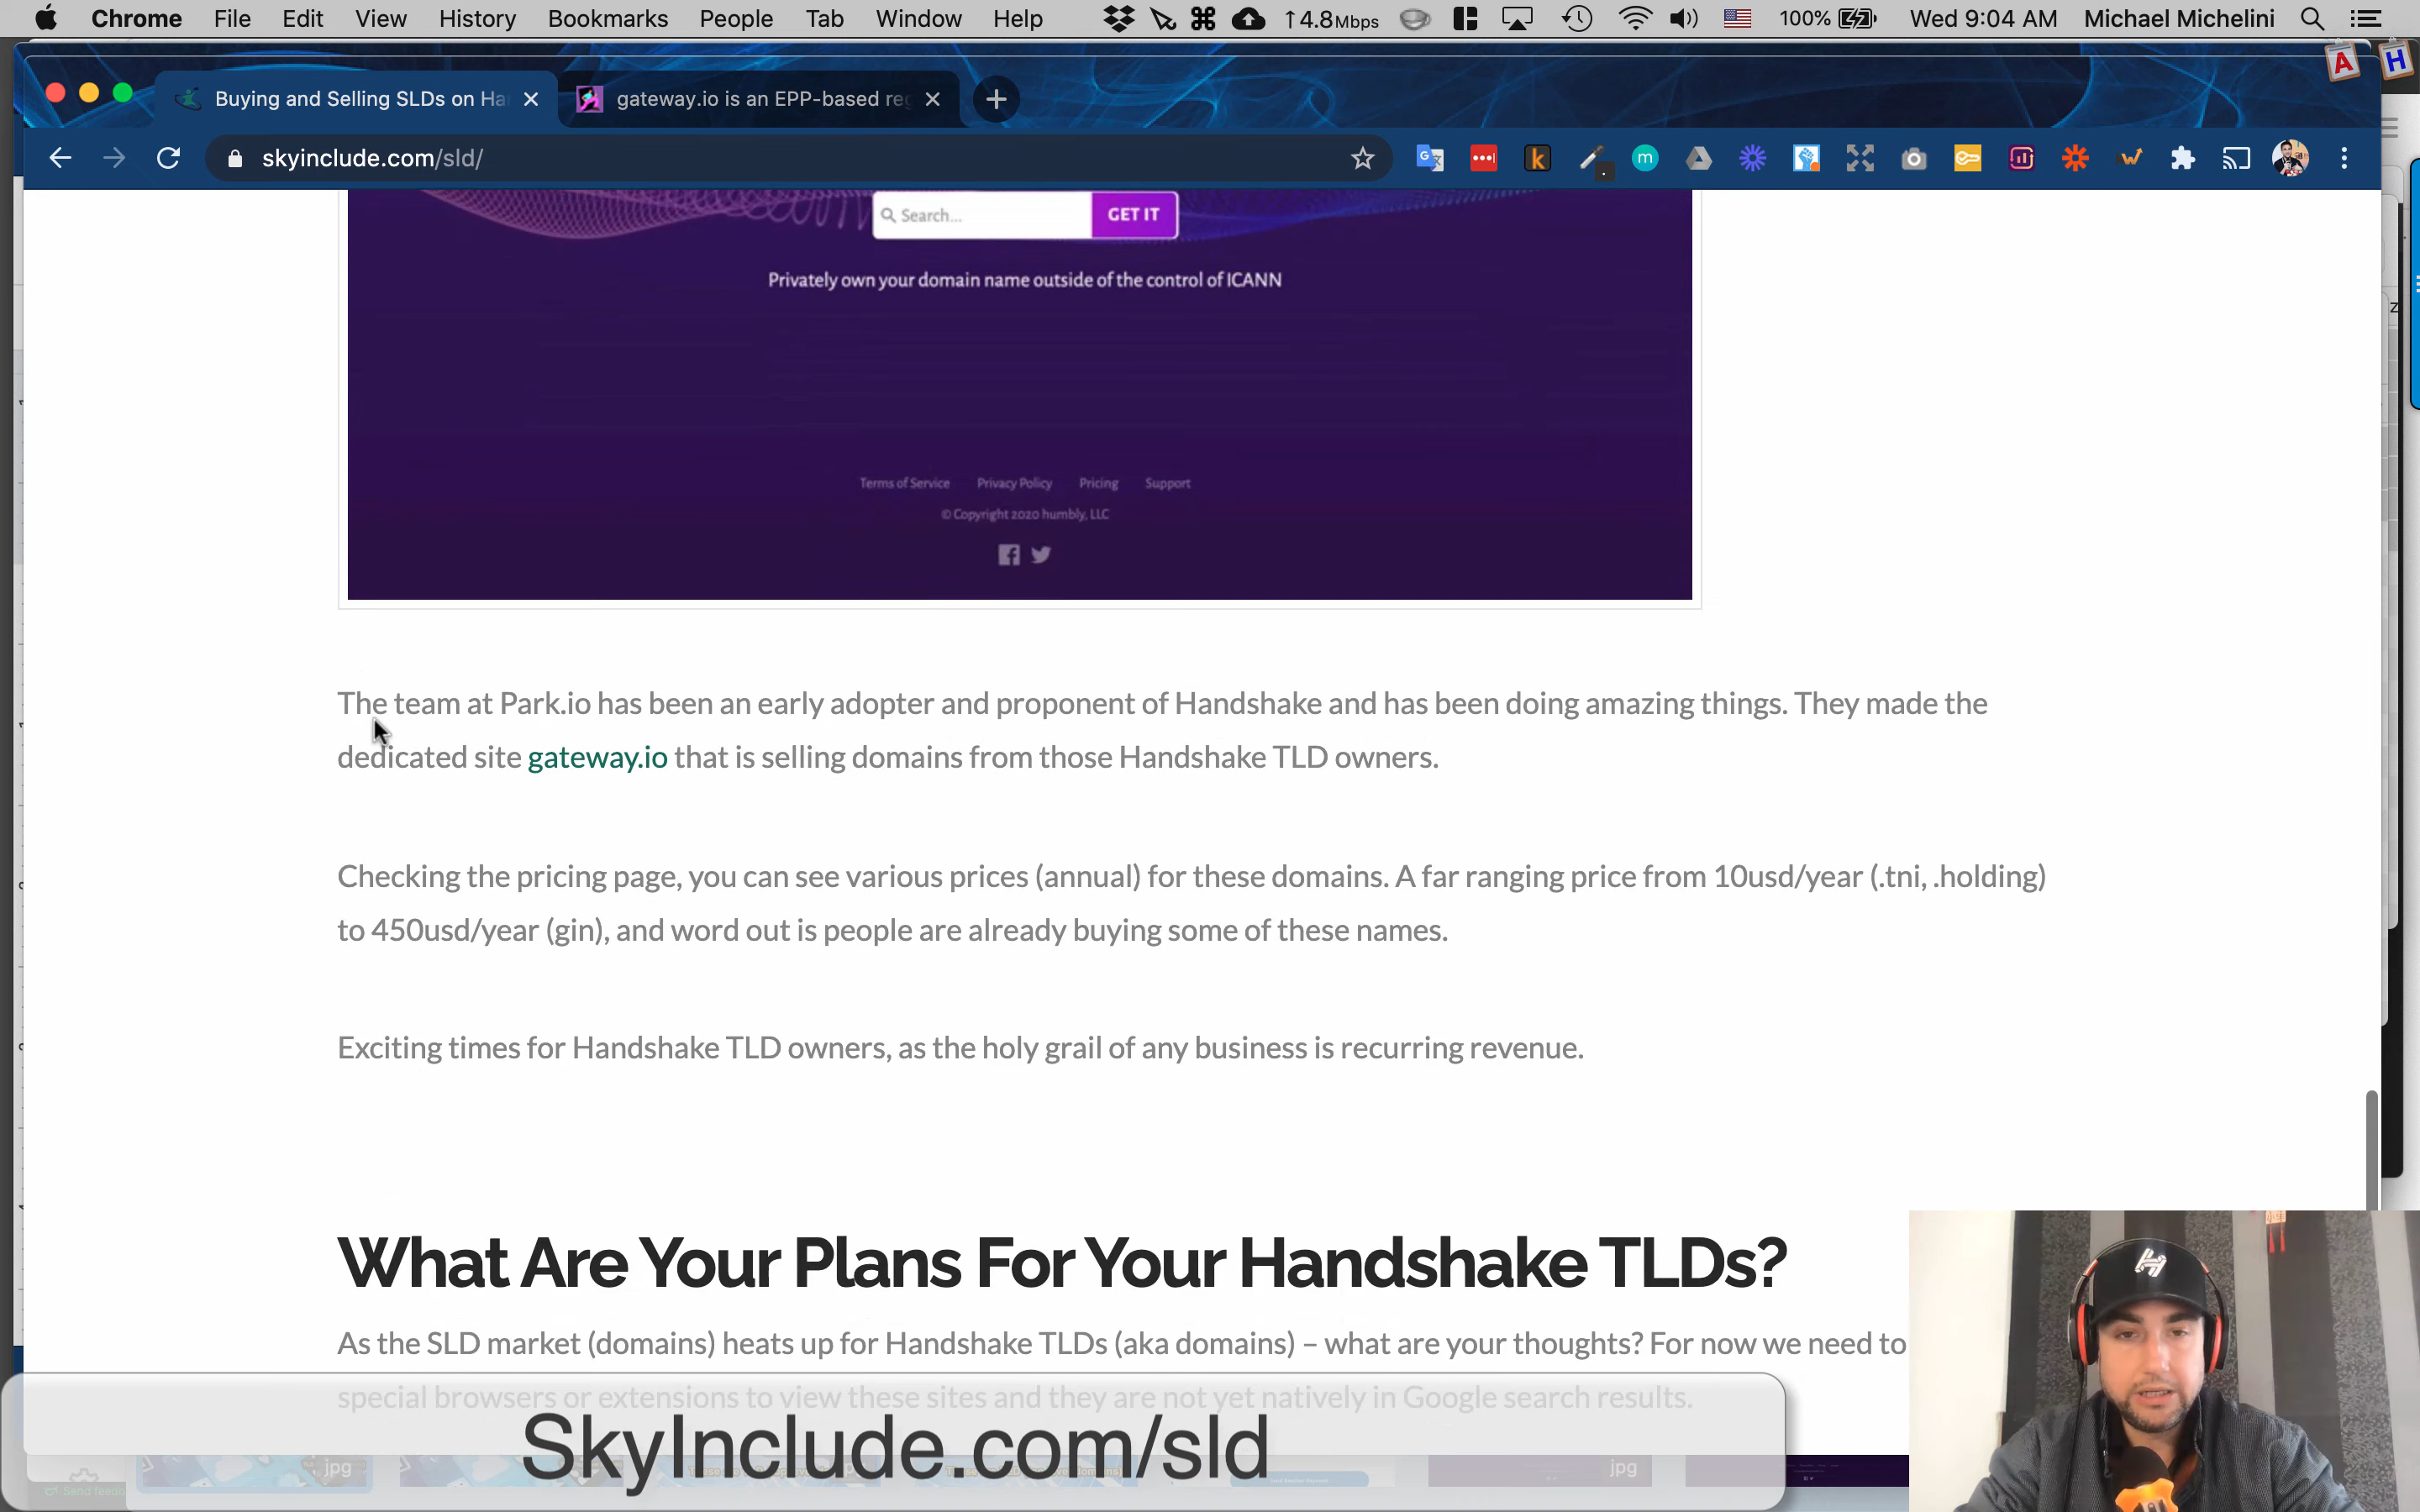 Chrome File Edit View History Bookmarks People Tab Window Help ↑4.8Mbps 100% Wed 9:04 AM Michael Michelini
A H
Buying and Selling SLDs on Ha
gateway.io is an EPP-based reg
skyinclude.com/sld/
Search...
GET IT
Privately own your domain name outside of the control of ICANN
Terms of Service Privacy Policy Pricing Support
© Copyright 2020 humbly, LLC
The team at Park.io has been an early adopter and proponent of Handshake and has been doing amazing things. They made the
dedicated site gateway.io that is selling domains from those Handshake TLD owners.
Checking the pricing page, you can see various prices (annual) for these domains. A far ranging price from 10usd/year (.tni, .holding)
to 450usd/year (gin), and word out is people are already buying some of these names.
Exciting times for Handshake TLD owners, as the holy grail of any business is recurring revenue.
What Are Your Plans For Your Handshake TLDs?
As the SLD market (domains) heats up for Handshake TLDs (aka domains) – what are your thoughts? For now we need to
special browsers or extensions to view these sites and they are not yet natively in Google search results.
SkyInclude.com/sld
jpg
jpg
Send feedb